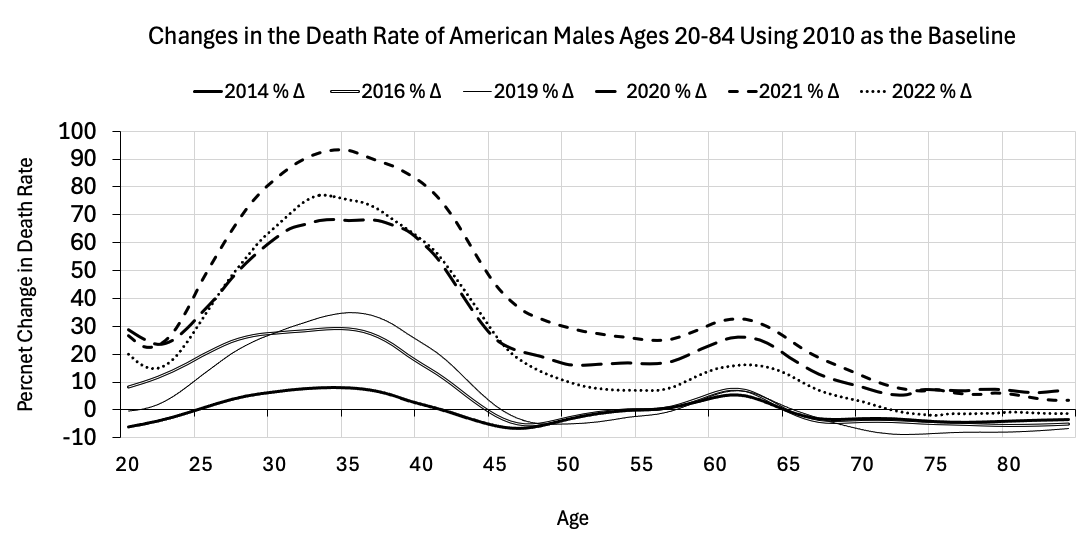 Changes in the Death Rate of American Males Ages 20-84 Using 2010 as the Baseline
2014 % Δ 2016 % Δ 2019 % Δ 2020 % Δ 2021 % Δ 2022 % Δ
Percnet Change in Death Rate
100
90
80
70
60
50
40
30
20
10
0
-10
20 25 30 35 40 45 50 55 60 65 70 75 80
Age